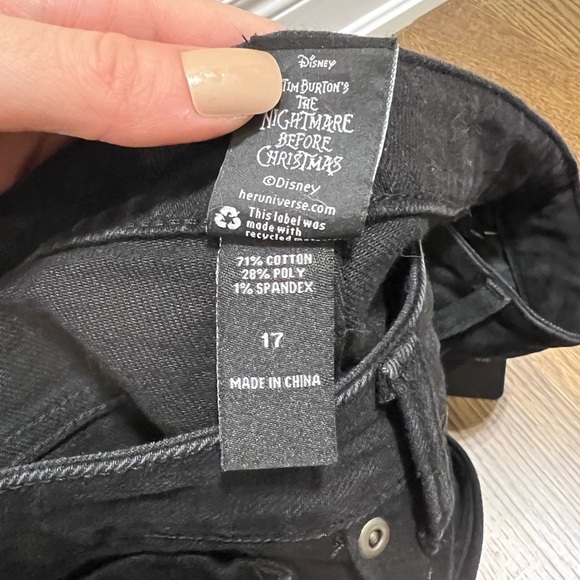 Disney
TIM BURTON'S
THE
NIGHTMARE
BEFORE
CHRISTMAS
©Disney
heruniverse.com
This label was
made with
recycled
71% COTTON
28% POLY
1% SPANDEX
17
MADE IN CHINA